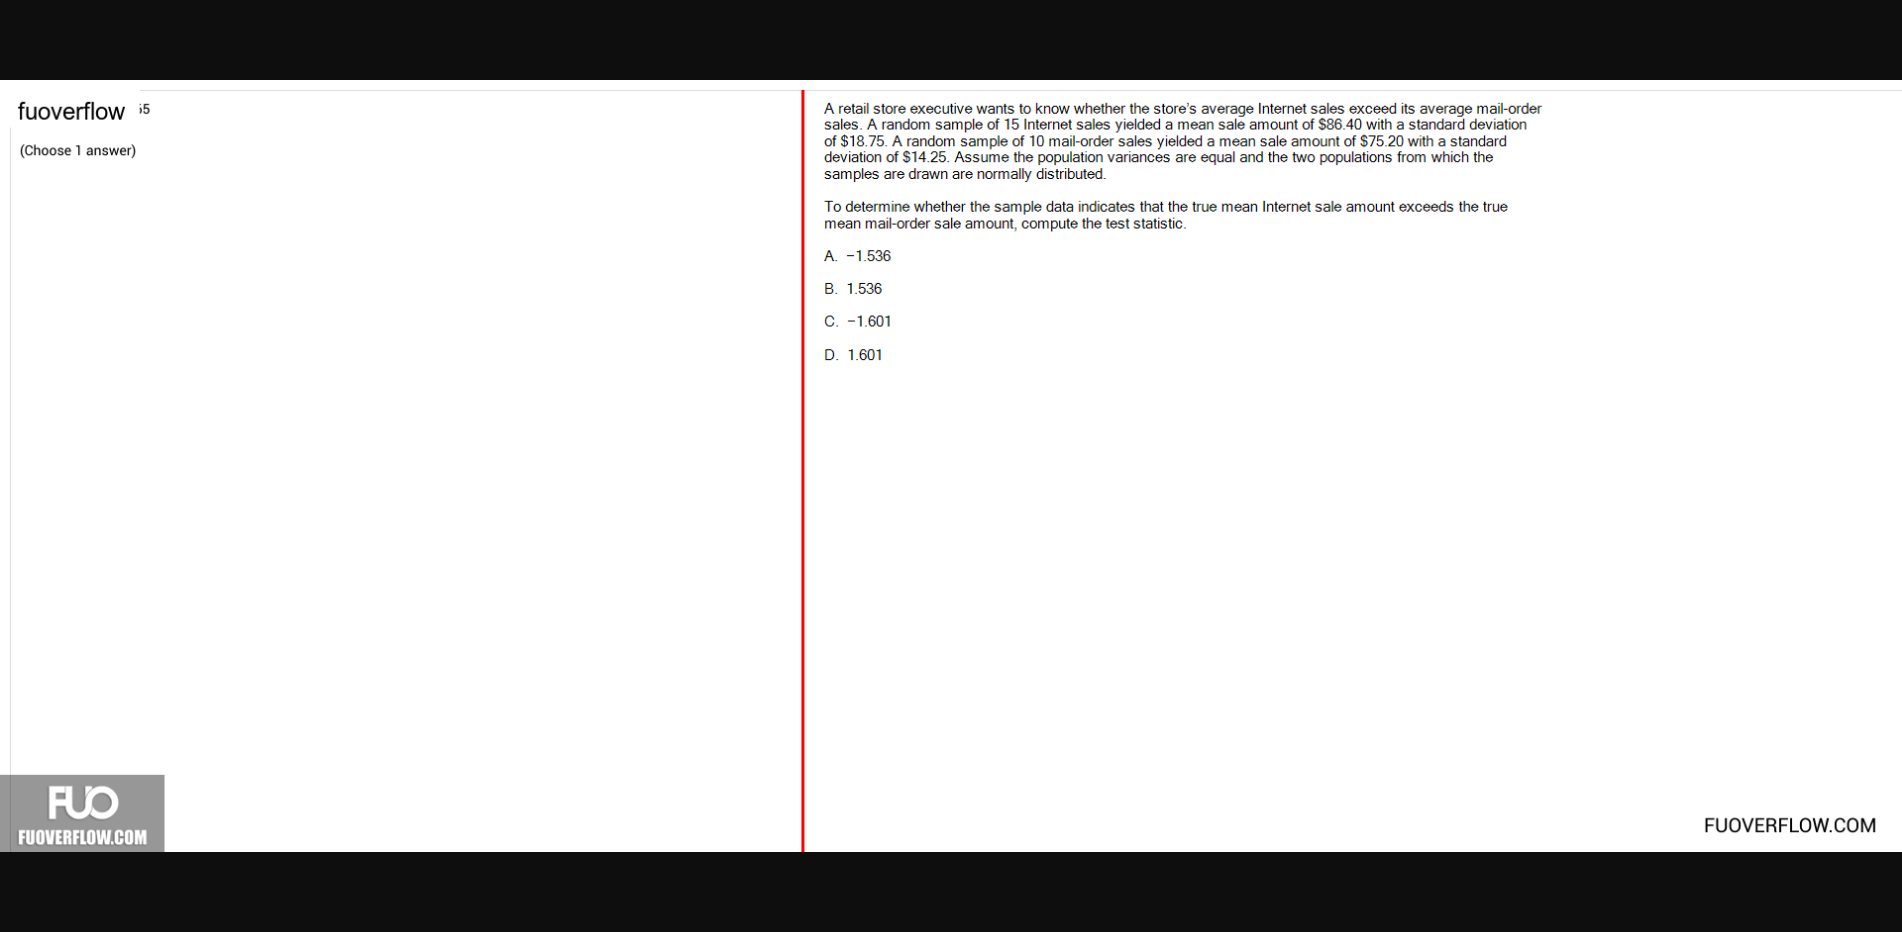 fuoverflow 55
(Choose 1 answer)
A retail store executive wants to know whether the store's average Internet sales exceed its average mail-order
sales. A random sample of 15 Internet sales yielded a mean sale amount of $86.40 with a standard deviation
of $18.75. A random sample of 10 mail-order sales yielded a mean sale amount of $75.20 with a standard
deviation of $14.25. Assume the population variances are equal and the two populations from which the
samples are drawn are normally distributed.
To determine whether the sample data indicates that the true mean Internet sale amount exceeds the true
mean mail-order sale amount, compute the test statistic.
A. −1.536
B. 1.536
C. −1.601
D. 1.601
FUO
FUOVERFLOW.COM
FUOVERFLOW.COM